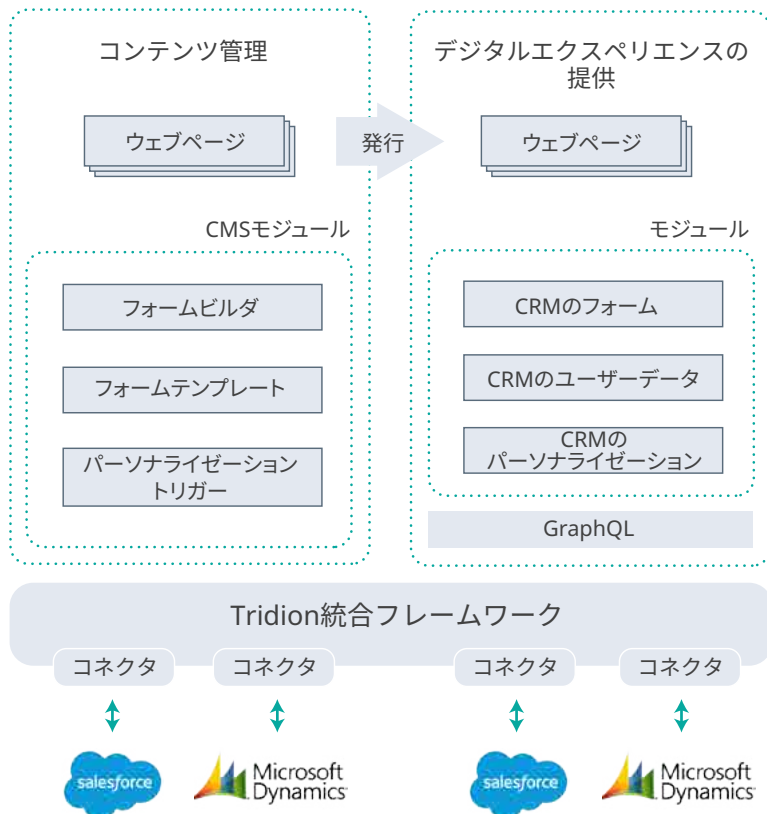 コンテンツ管理
ウェブページ
発行
デジタルエクスペリエンスの
提供
ウェブページ
CMSモジュール
フォームビルダ
フォームテンプレート
パーソナライゼーション
トリガー
モジュール
CRMのフォーム
CRMのユーザーデータ
CRMの
パーソナライゼーション
GraphQL
Tridion統合フレームワーク
コネクタ
コネクタ
コネクタ
コネクタ
salesforce
Microsoft
Dynamics
salesforce
Microsoft
Dynamics